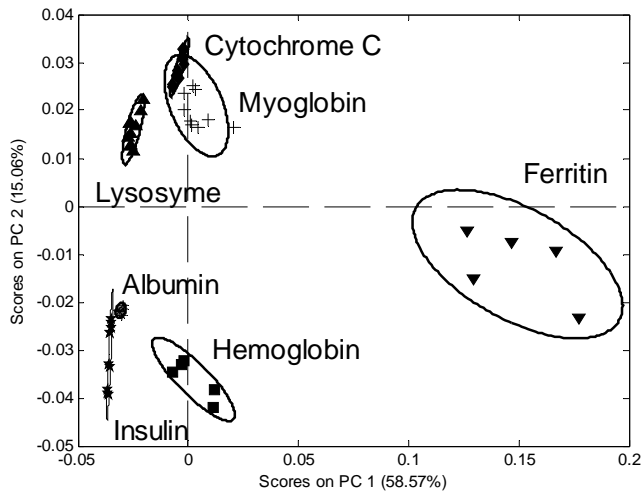 0.04
0.03
0.02
0.01
0
-0.01
-0.02
-0.03
-0.04
-0.05
Scores on PC 2 (15.06%)
Cytochrome C
Myoglobin
Lysosyme
Ferritin
Albumin
Hemoglobin
Insulin
-0.05 0 0.05 0.1 0.15 0.2
Scores on PC 1 (58.57%)